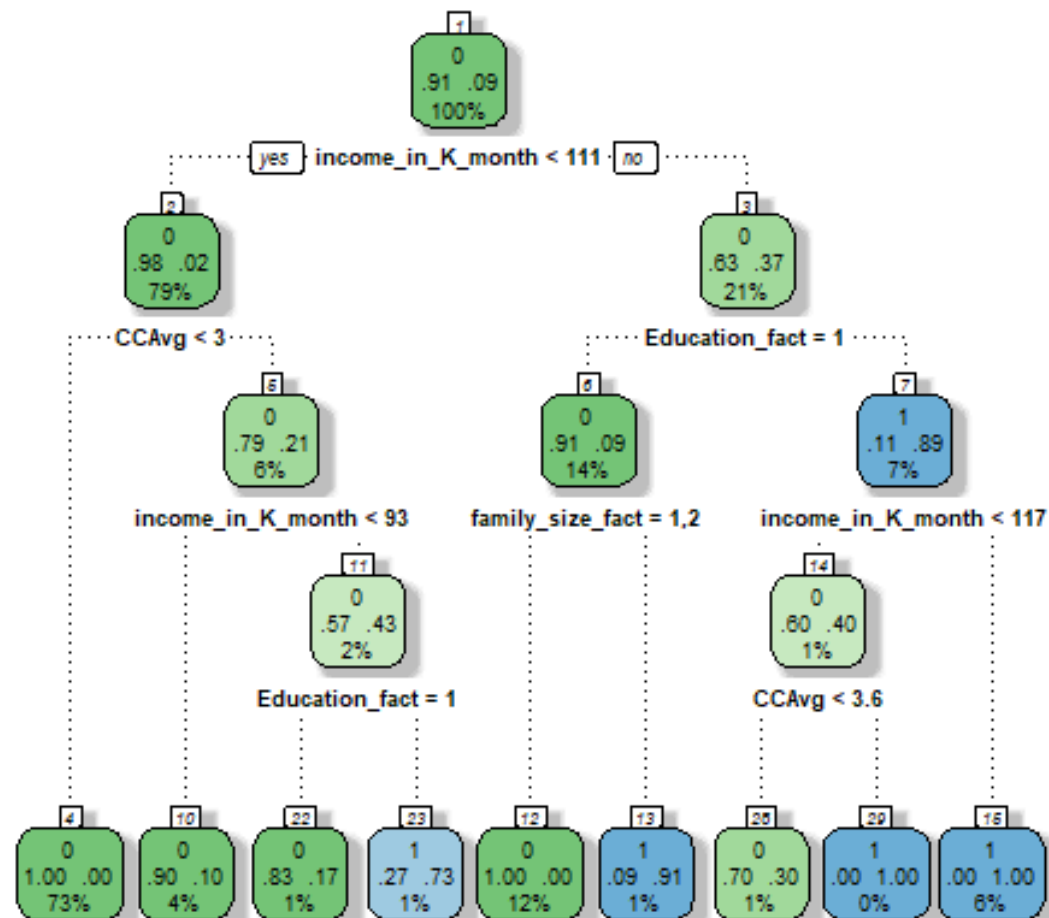 1
0
.91 .09
100%
yes income_in_K_month < 111 no
2 3
0 0
.98 .02 .63 .37
79% 21%
CCAvg < 3 Education_fact = 1
5 6 7
0 0 1
.79 .21 .91 .09 .11 .89
6% 14% 7%
income_in_K_month < 93 family_size_fact = 1,2 income_in_K_month < 117
11 14
0 0
.57 .43 .60 .40
2% 1%
Education_fact = 1 CCAvg < 3.6
4 10 22 23 12 13 28 29 15
0 0 0 1 0 1 0 1 1
1.00 .00 .90 .10 .83 .17 .27 .73 1.00 .00 .09 .91 .70 .30 .00 1.00 .00 1.00
73% 4% 1% 1% 12% 1% 1% 0% 6%